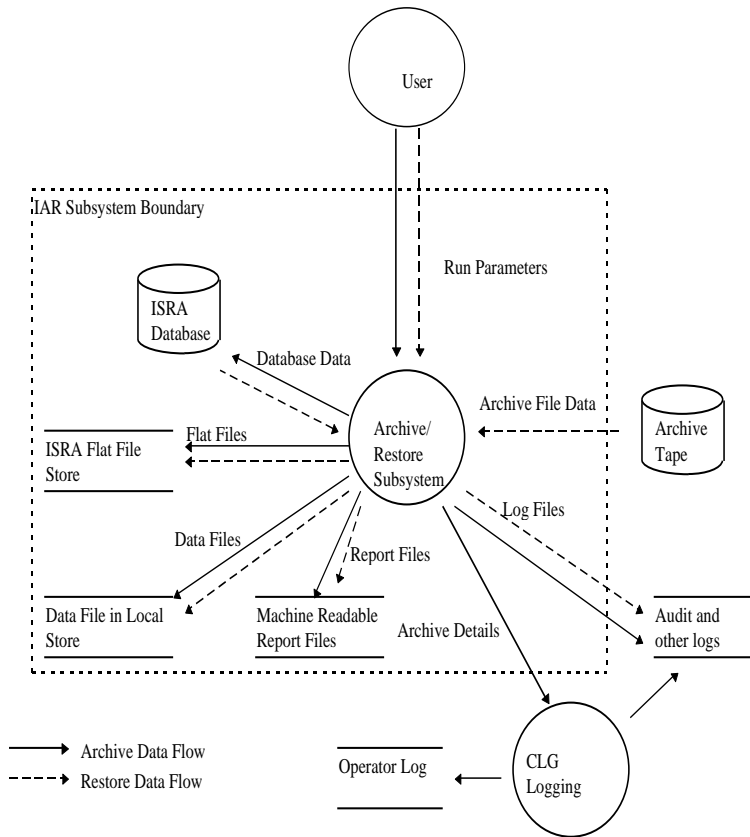 User
IAR Subsystem Boundary
Run Parameters
ISRA
Database
Database Data
Archive File Data
Archive
Tape
Flat Files
Archive/
Restore
Subsystem
ISRA Flat File
Store
Log Files
Data Files
Report Files
Data File in Local
Store
Machine Readable
Report Files
Archive Details
Audit and
other logs
Archive Data Flow
Restore Data Flow
Operator Log
CLG
Logging